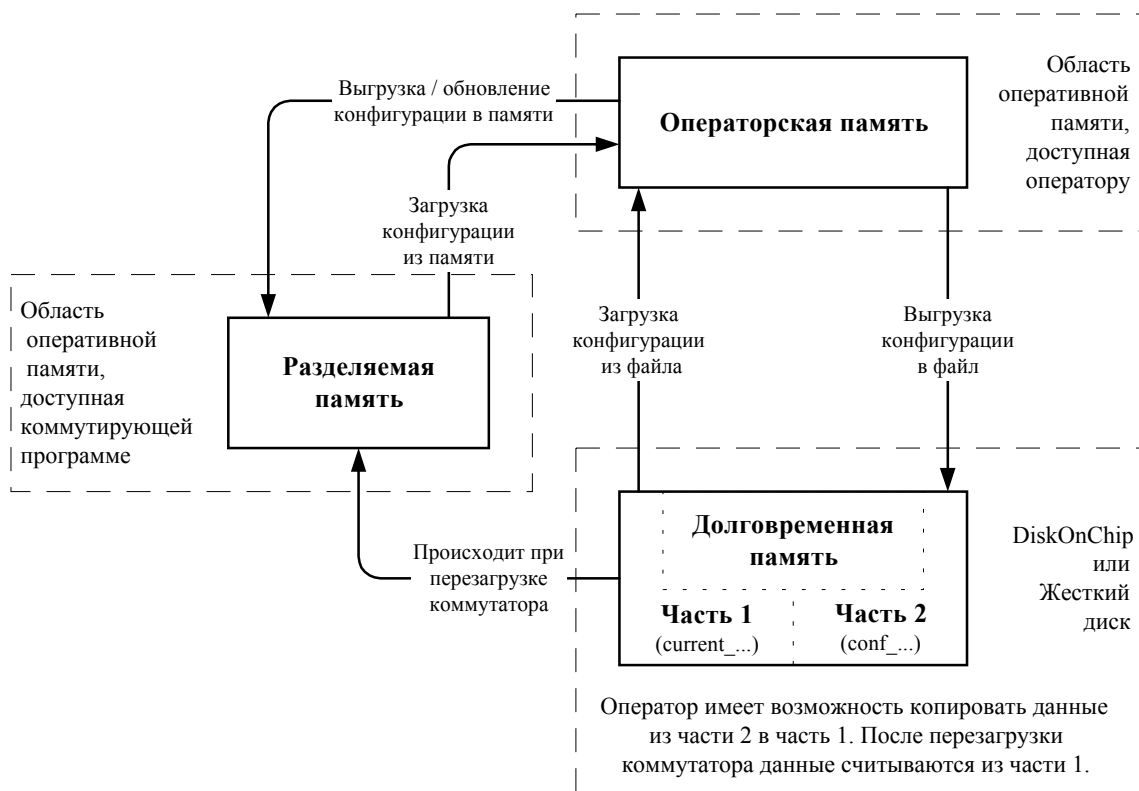 Область
оперативной
памяти,
доступная
оператору
Операторская память
Выгрузка / обновление
конфигурации в памяти
Загрузка
конфигурации
из памяти
Область
оперативной
памяти,
доступная
коммутирующей
программе
Разделяемая
память
Загрузка
конфигурации
из файла
Выгрузка
конфигурации
в файл
Происходит при
перезагрузке
коммутатора
Долговременная
память
Часть 1
(current_...)
Часть 2
(conf_...)
DiskOnChip
или
Жесткий
диск
Оператор имеет возможность копировать данные
из части 2 в часть 1. После перезагрузки
коммутатора данные считываются из части 1.